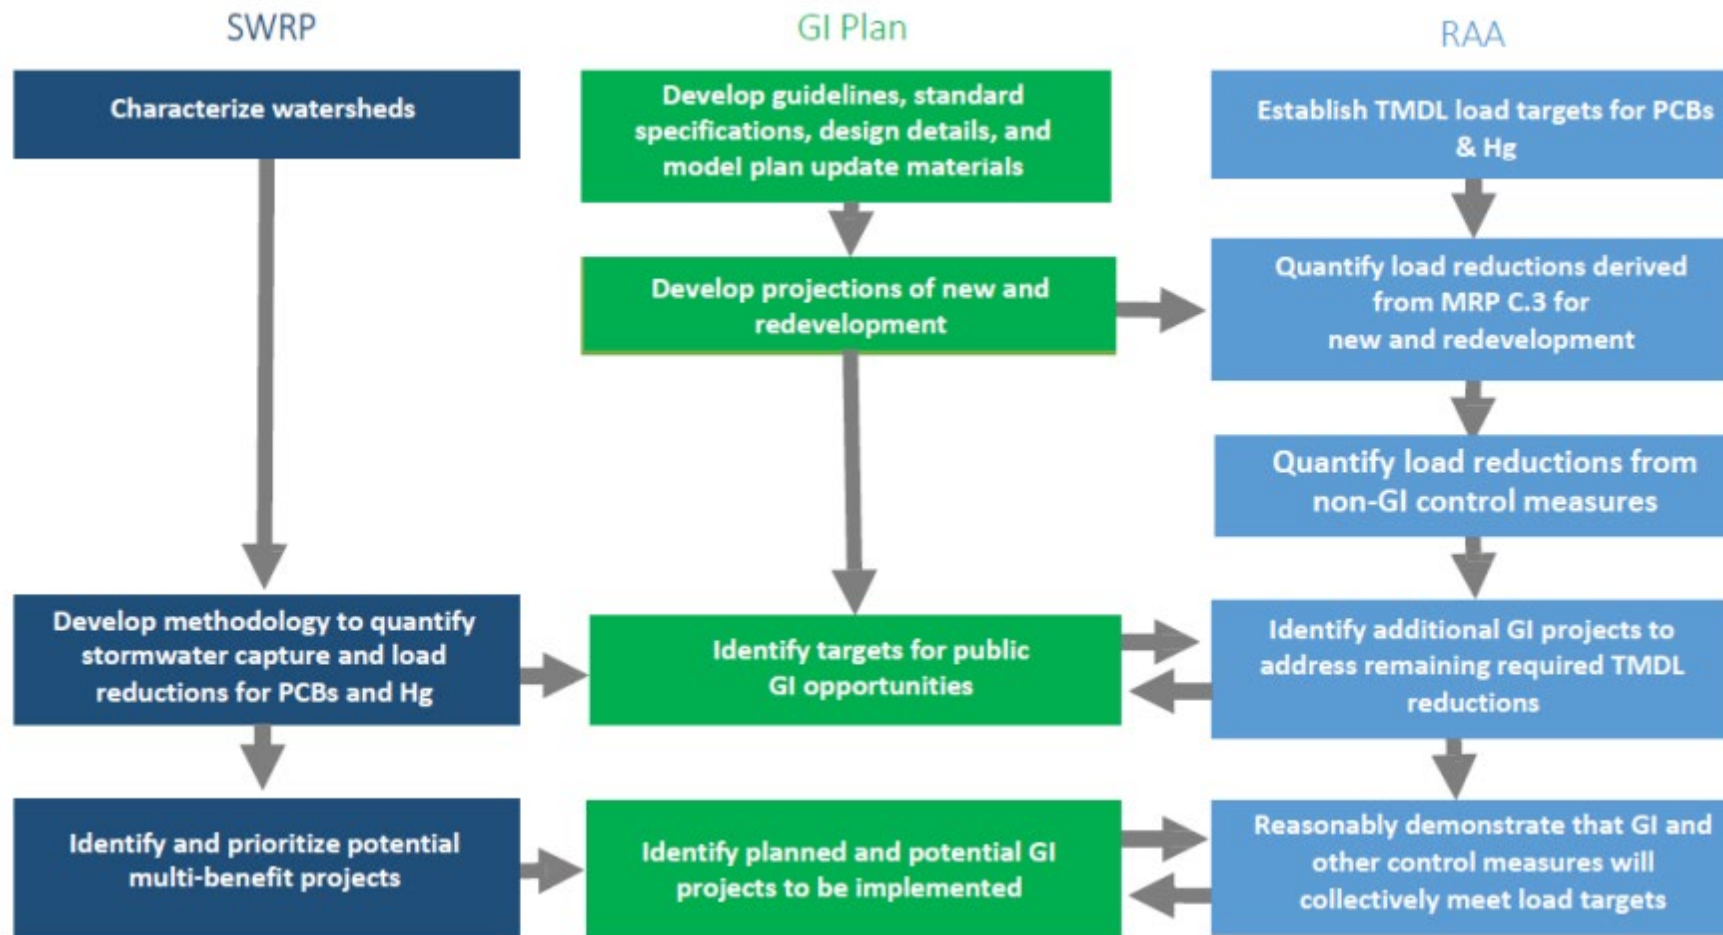 SWRP
Characterize watersheds
Develop methodology to quantify
stormwater capture and load
reductions for PCBs and Hg
Identify and prioritize potential
multi-benefit projects
GI Plan
Develop guidelines, standard
specifications, design details, and
model plan update materials
Develop projections of new and
redevelopment
Identify targets for public
GI opportunities
Identify planned and potential GI
projects to be implemented
RAA
Establish TMDL load targets for PCBs
& Hg
Quantify load reductions derived
from MRP C.3 for
new and redevelopment
Quantify load reductions from
non-GI control measures
Identify additional GI projects to
address remaining required TMDL
reductions
Reasonably demonstrate that GI and
other control measures will
collectively meet load targets